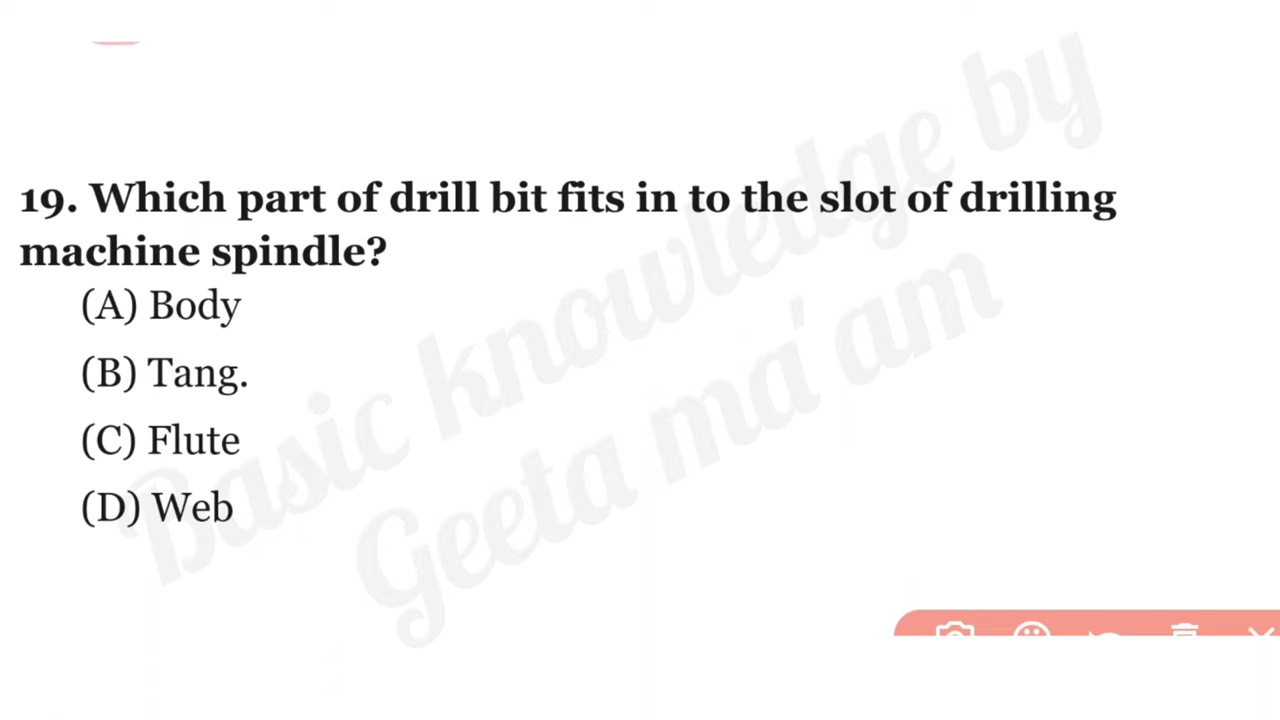 19. Which part of drill bit fits in to the slot of drilling
machine spindle?
(A) Body
(B) Tang.
(C) Flute
(D) Web
Basic knowledge by
Geeta ma'am